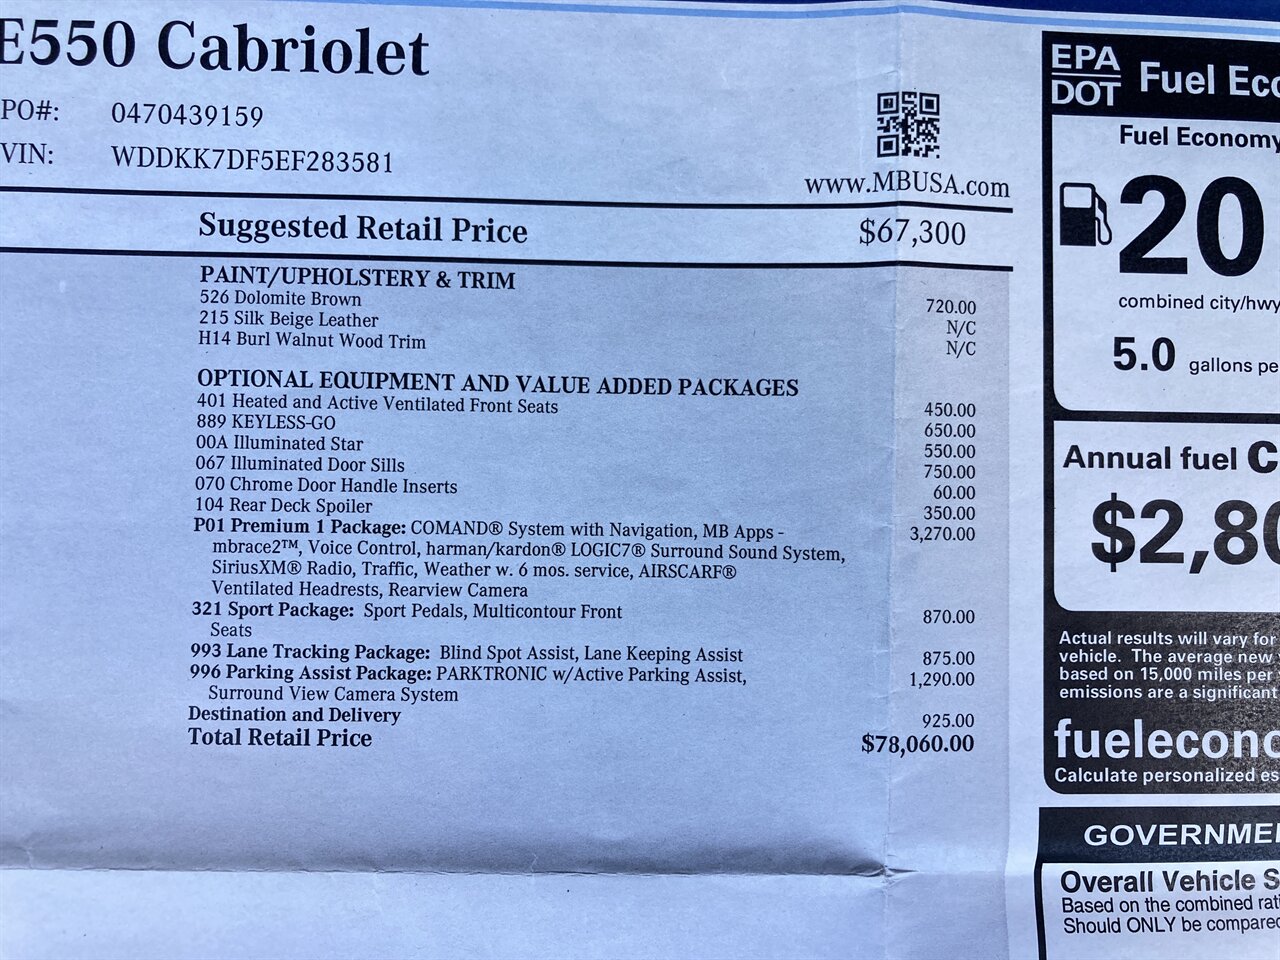 E550 Cabriolet
PO#: 0470439159
VIN: WDDKK7DF5EF283581
www.MBUSA.com
Suggested Retail Price $67,300
PAINT/UPHOLSTERY & TRIM
526 Dolomite Brown 720.00
215 Silk Beige Leather N/C
H14 Burl Walnut Wood Trim N/C
OPTIONAL EQUIPMENT AND VALUE ADDED PACKAGES
401 Heated and Active Ventilated Front Seats 450.00
889 KEYLESS-GO 650.00
00A Illuminated Star 550.00
067 Illuminated Door Sills 750.00
070 Chrome Door Handle Inserts 60.00
104 Rear Deck Spoiler 350.00
P01 Premium 1 Package: COMAND® System with Navigation, MB Apps - 3,270.00
mbrace2™, Voice Control, harman/kardon® LOGIC7® Surround Sound System,
SiriusXM® Radio, Traffic, Weather w. 6 mos. service, AIRSCARF®
Ventilated Headrests, Rearview Camera
321 Sport Package: Sport Pedals, Multicontour Front 870.00
Seats
993 Lane Tracking Package: Blind Spot Assist, Lane Keeping Assist 875.00
996 Parking Assist Package: PARKTRONIC w/Active Parking Assist, 1,290.00
Surround View Camera System
Destination and Delivery 925.00
Total Retail Price $78,060.00
EPA
DOT
Fuel Ec
Fuel Economy
20
combined city/hwy
5.0 gallons pe
Annual fuel C
$2,80
Actual results will vary for
vehicle. The average new
based on 15,000 miles per
emissions are a significant
fuelecono
Calculate personalized es
GOVERNME
Overall Vehicle S
Based on the combined rati
Should ONLY be compare